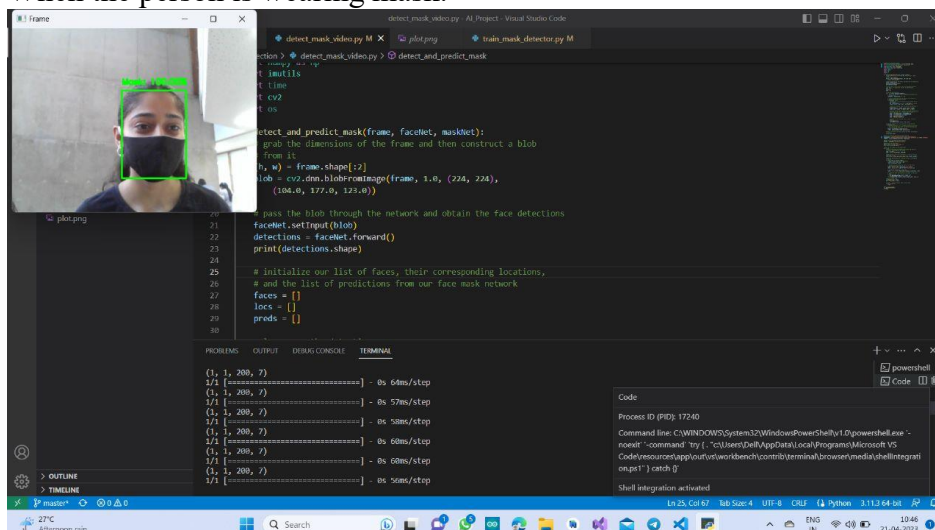 when the person is wearing mask.
Frame
detect_mask_video.py - AI_Project - Visual Studio Code
detect_mask_video.py M
plot.png
train_mask_detector.py M
detect_mask_video.py > detect_and_predict_mask
imutils
time
cv2
os
detect_and_predict_mask(frame, faceNet, maskNet):
grab the dimensions of the frame and then construct a blob
from it
(h, w) = frame.shape[:2]
blob = cv2.dnn.blobFromImage(frame, 1.0, (224, 224),
(104.0, 177.0, 123.0))
plot.png
20 # pass the blob through the network and obtain the face detections
21 faceNet.setInput(blob)
22 detections = faceNet.forward()
23 print(detections.shape)
24
25 # initialize our list of faces, their corresponding locations,
26 # and the list of predictions from our face mask network
27 faces = []
28 locs = []
29 preds = []
30
PROBLEMS OUTPUT DEBUG CONSOLE TERMINAL
powershell
Code
(1, 1, 200, 7)
1/1 [==============================] - 0s 64ms/step
(1, 1, 200, 7)
1/1 [==============================] - 0s 57ms/step
(1, 1, 200, 7)
1/1 [==============================] - 0s 58ms/step
(1, 1, 200, 7)
1/1 [==============================] - 0s 60ms/step
(1, 1, 200, 7)
1/1 [==============================] - 0s 60ms/step
(1, 1, 200, 7)
1/1 [==============================] - 0s 56ms/step
Code
Process ID (PID): 17240
Command line: C:\WINDOWS\System32\WindowsPowerShell\v1.0\powershell.exe '-
noexit' '-command' 'try { . "c:\Users\Dell\AppData\Local\Programs\Microsoft VS
Code\resources\app\out\vs\workbench\contrib\terminal\browser\media\shellIntegrati
on.ps1" } catch {}'
Shell integration activated
OUTLINE
TIMELINE
master* 0 0
Ln 25, Col 67 Tab Size: 4 UTF-8 CRLF Python 3.11.3 64-bit
27°C
Afternoon rain
Search
ENG
IN
10:46
21-04-2023